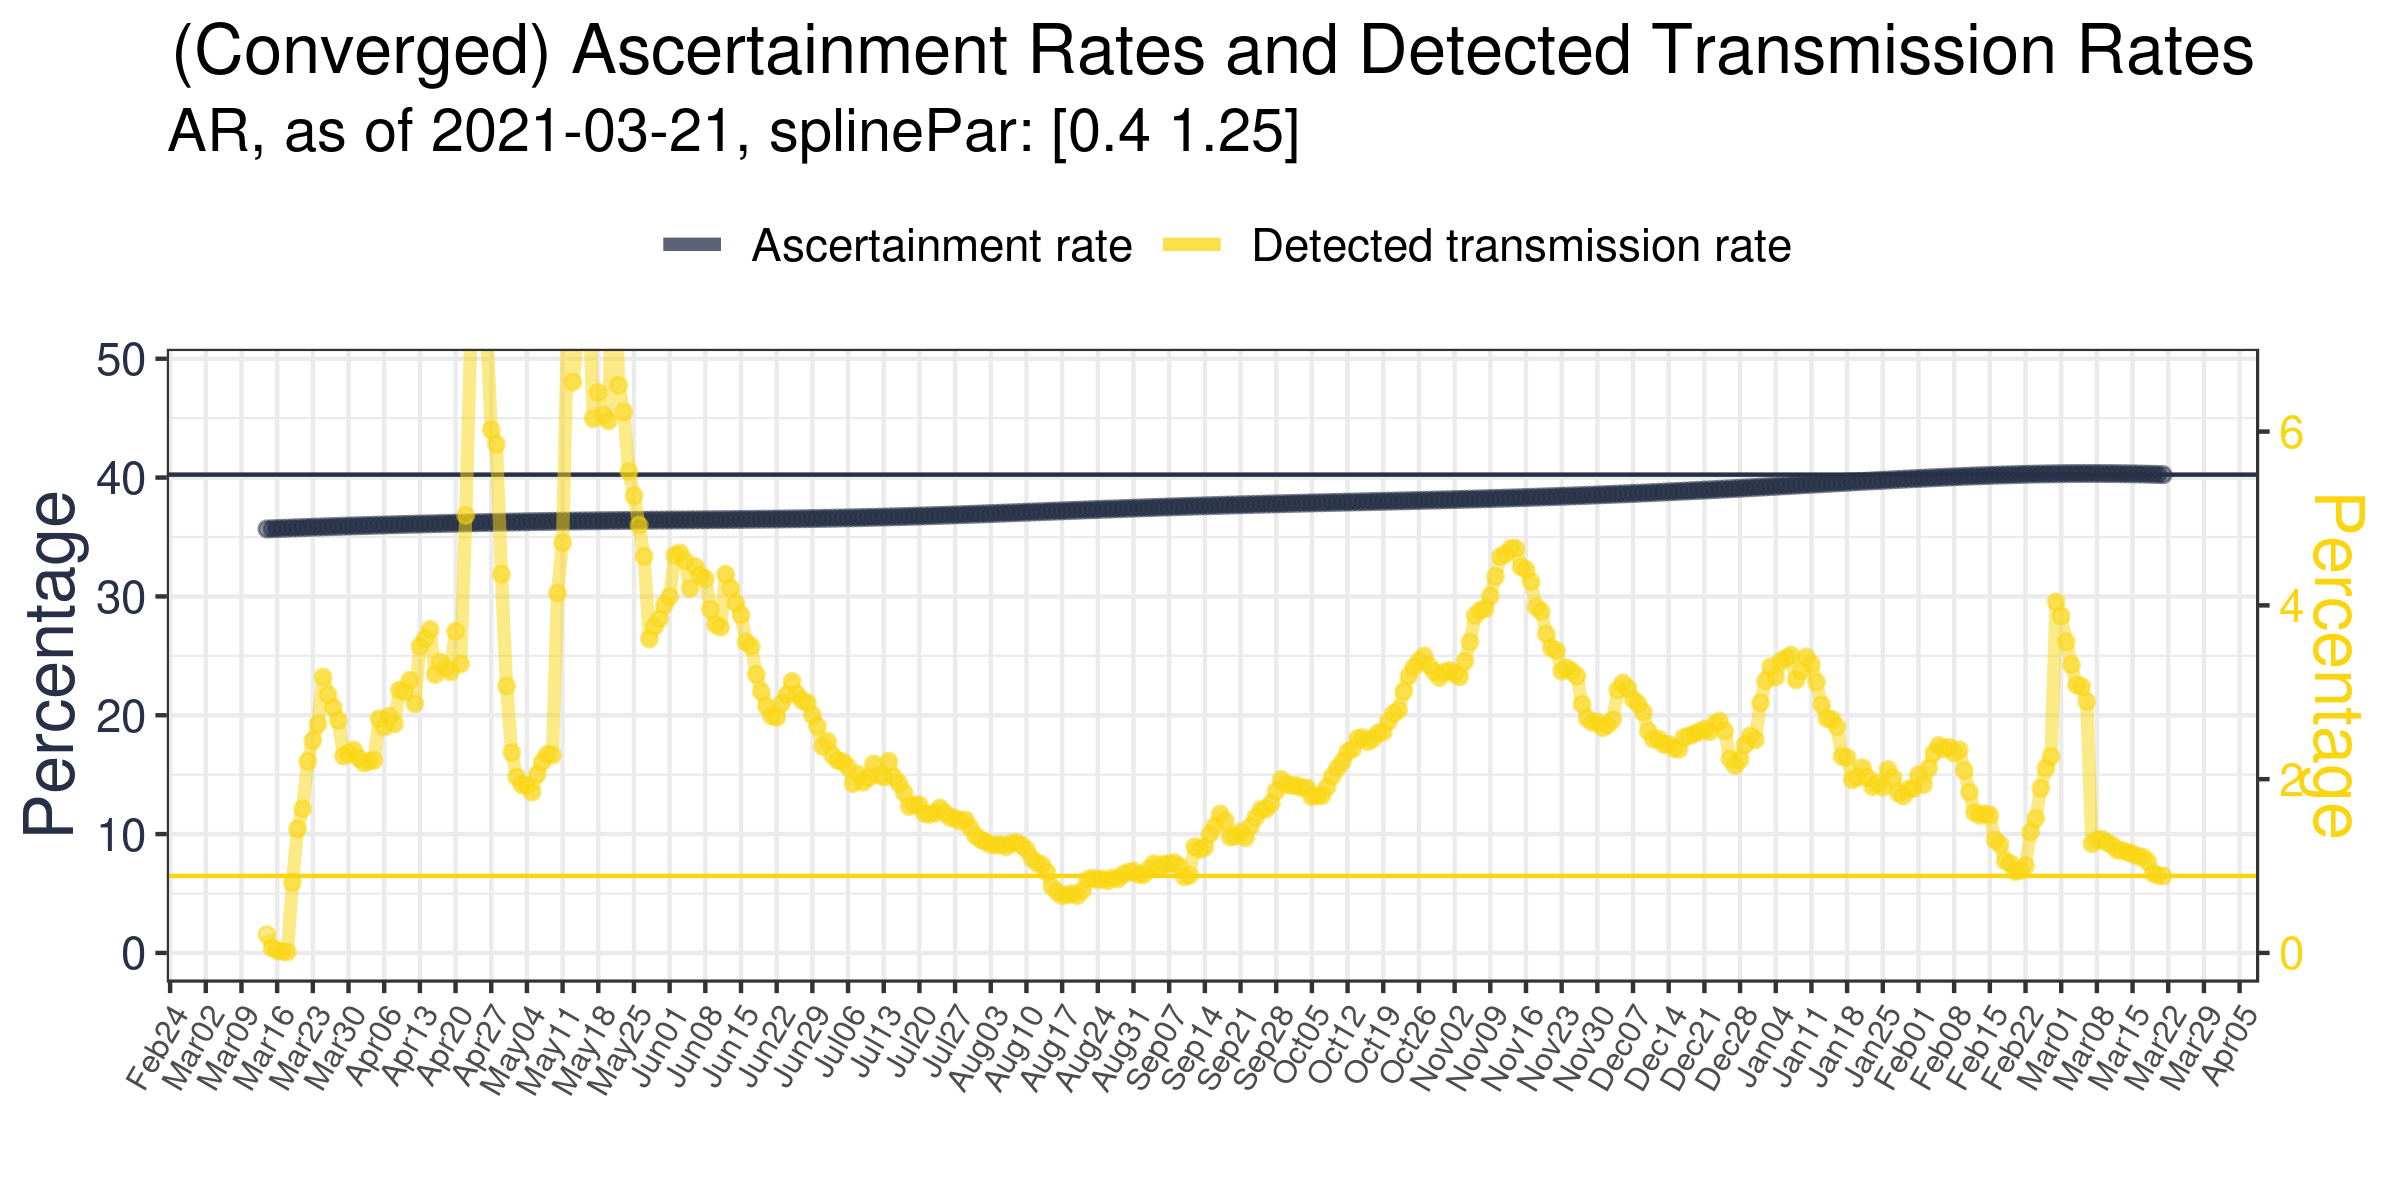 (Converged) Ascertainment Rates and Detected Transmission Rates
AR, as of 2021-03-21, splinePar: [0.4 1.25]
Ascertainment rate
Detected transmission rate
Percentage
50
40
30
20
10
0
6
4
2
0
Percentage
Feb24
Mar02
Mar09
Mar16
Mar23
Mar30
Apr06
Apr13
Apr20
Apr27
May04
May11
May18
May25
Jun01
Jun08
Jun15
Jun22
Jun29
Jul06
Jul13
Jul20
Jul27
Aug03
Aug10
Aug17
Aug24
Aug31
Sep07
Sep14
Sep21
Sep28
Oct05
Oct12
Oct19
Oct26
Nov02
Nov09
Nov16
Nov23
Nov30
Dec07
Dec14
Dec21
Dec28
Jan04
Jan11
Jan18
Jan25
Feb01
Feb08
Feb15
Feb22
Mar01
Mar08
Mar15
Mar22
Mar29
Apr05